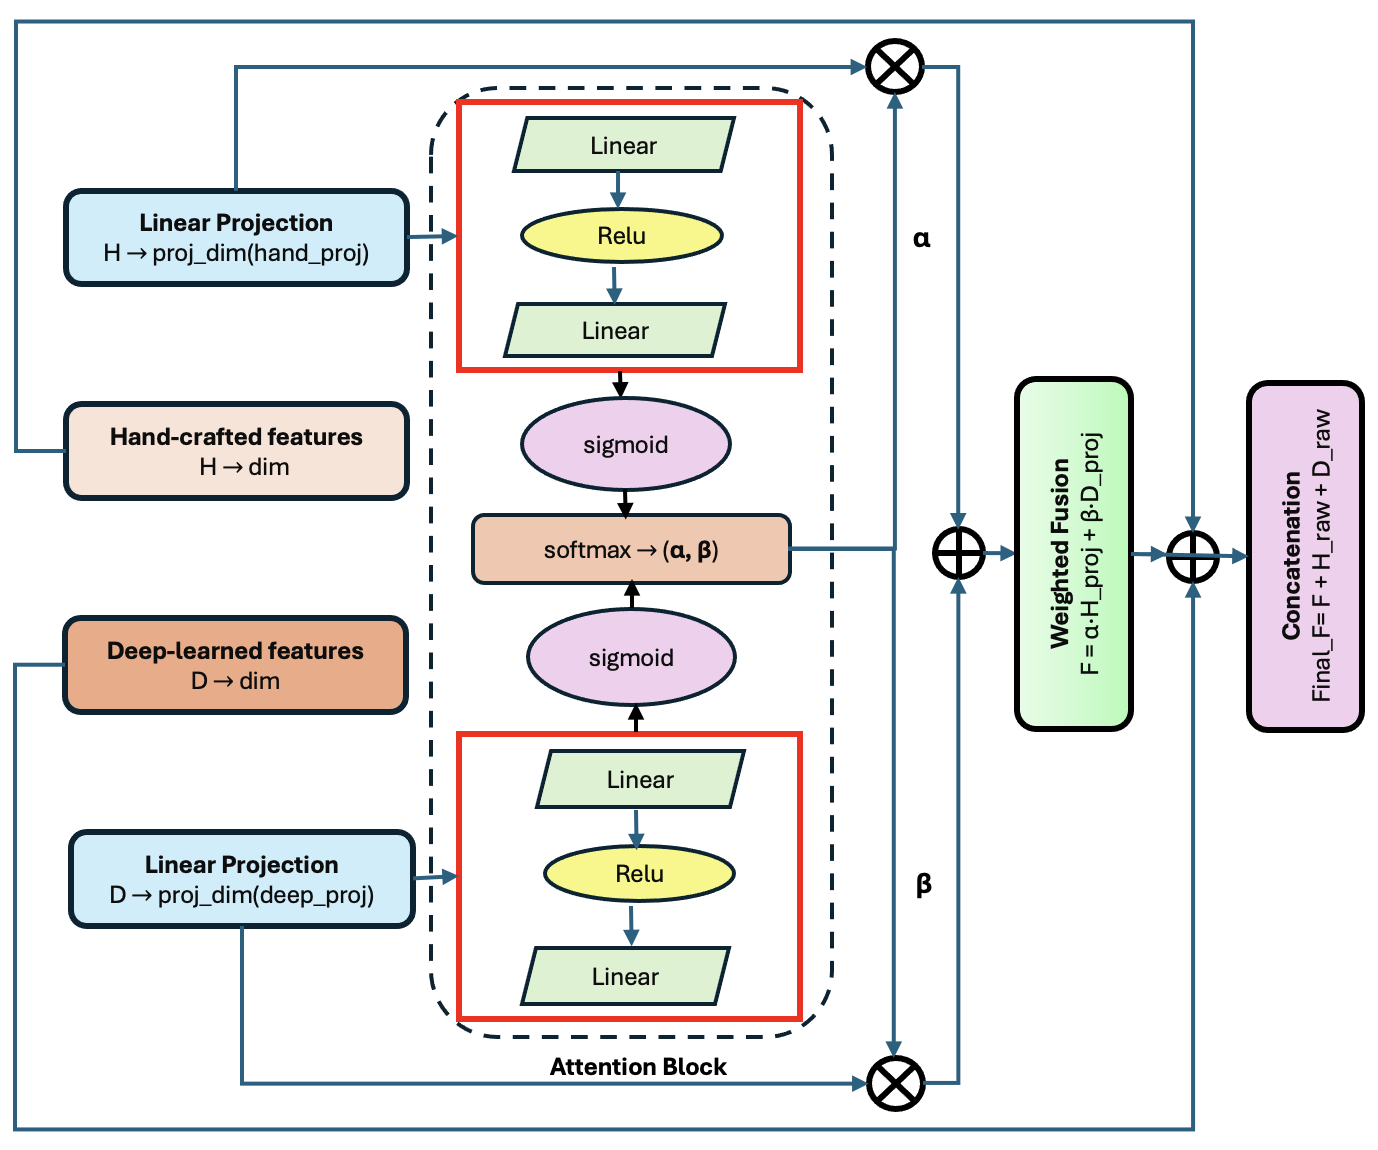 Linear Projection
H → proj_dim(hand_proj)
Hand-crafted features
H → dim
Deep-learned features
D → dim
Linear Projection
D → proj_dim(deep_proj)
Linear
Relu
Linear
sigmoid
softmax → (α, β)
sigmoid
Linear
Relu
Linear
Attention Block
α
β
Weighted Fusion
F = α·H_proj + β·D_proj
Concatenation
Final_F= F + H_raw + D_raw